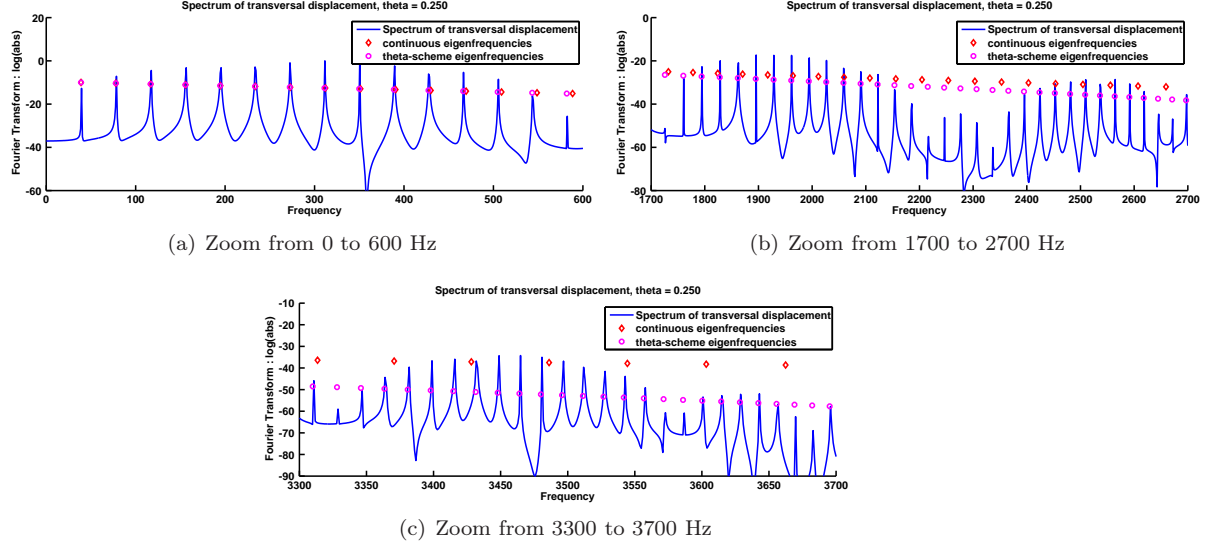 Spectrum of transversal displacement, theta = 0.250
Fourier Transform : log(abs)
20
0
-20
-40
-60
Spectrum of transversal displacement
continuous eigenfrequencies
theta-scheme eigenfrequencies
0 100 200 300 400 500 600
Frequency
(a) Zoom from 0 to 600 Hz
Spectrum of transversal displacement, theta = 0.250
Fourier Transform : log(abs)
0
-20
-40
-60
-80
Spectrum of transversal displacement
continuous eigenfrequencies
theta-scheme eigenfrequencies
1700 1800 1900 2000 2100 2200 2300 2400 2500 2600 2700
Frequency
(b) Zoom from 1700 to 2700 Hz
Spectrum of transversal displacement, theta = 0.250
Fourier Transform : log(abs)
-10
-20
-30
-40
-50
-60
-70
-80
-90
Spectrum of transversal displacement
continuous eigenfrequencies
theta-scheme eigenfrequencies
3300 3350 3400 3450 3500 3550 3600 3650 3700
Frequency
(c) Zoom from 3300 to 3700 Hz